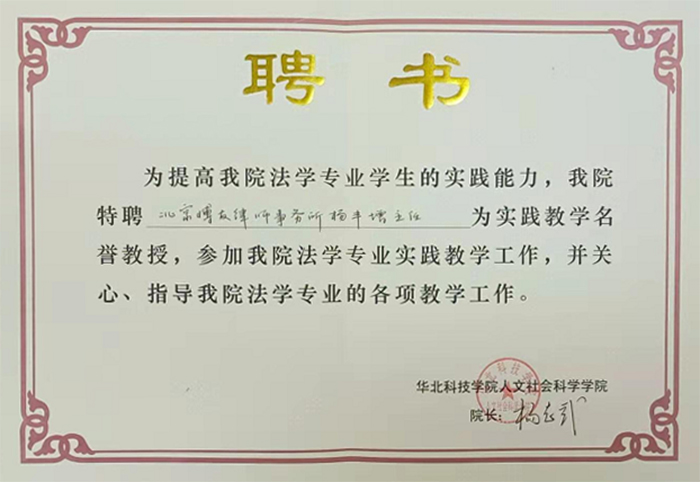 聘书
为提高我院法学专业学生的实践能力，我院
特聘 北京博友律师事务所杨丰增主任 为实践教学名
誉教授，参加我院法学专业实践教学工作，并关
心、指导我院法学专业的各项教学工作。
华北科技学院人文社会科学学院
院长：杨